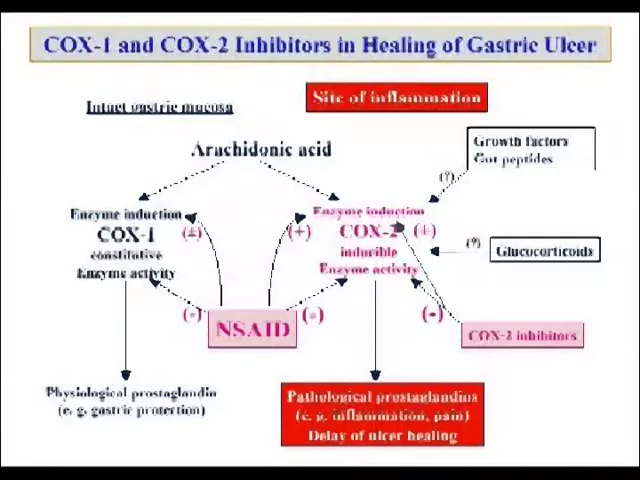 COX-1 and COX-2 Inhibitors in Healing of Gastric Ulcer
Intact gastric mucosa
Site of inflammation
Arachidonic acid
Growth factors
Gut peptides
(?)
Enzyme induction
COX-1
constitutive
Enzyme activity
(±)
(+)
Enzyme induction
COX-2
inducible
Enzyme activity
(+)
(?)
Glucocorticoids
(-)
NSAID
(-)
(-)
COX-2 inhibitors
Physiological prostaglandin
(e. g. gastric protection)
Pathological prostaglandins
(e. g. inflammation, pain)
Delay of ulcer healing